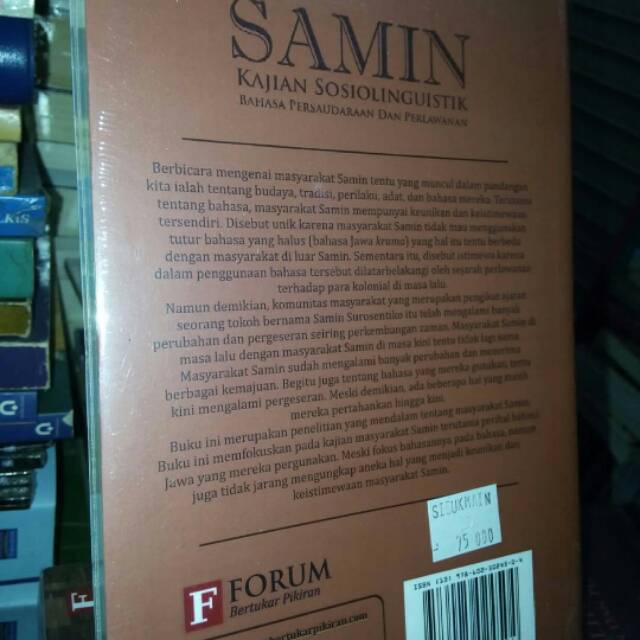 SAMIN
KAJIAN SOSIOLINGUISTIK
BAHASA PERSAUDARAAN DAN PERLAWANAN
Berbicara mengenai masyarakat Samin tentu yang muncul dalam pandangan
kita ialah tentang budaya, tradisi, perilaku, adat, dan bahasa mereka. Terutama
tentang bahasa, masyarakat Samin mempunyai keunikan dan keistimewaan
tersendiri. Disebut unik karena masyarakat Samin tidak mau menggunakan
tutur bahasa yang halus (bahasa Jawa kromo) yang hal itu tentu berbeda
dengan masyarakat di luar Samin. Sementara itu, disebut istimewa karena
dalam penggunaan bahasa tersebut dilatarbelakangi oleh sejarah perlawanan
terhadap para kolonial di masa lalu.
Namun demikian, komunitas masyarakat yang merupakan pengikut ajaran
seorang tokoh bernama Samin Surosentiko itu telah mengalami banyak
perubahan dan pergeseran seiring perkembangan zaman. Masyarakat Samin di
masa lalu dengan masyarakat Samin di masa kini tentu tidak lagi sama.
Masyarakat Samin sudah mengalami banyak perubahan dan menerima
berbagai kemajuan. Begitu juga tentang bahasa yang mereka gunakan, tentu
kini mengalami pergeseran. Meski demikian, ada beberapa hal yang masih
mereka pertahankan hingga kini.
Buku ini merupakan penelitian yang mendalam tentang masyarakat Samin.
Buku ini memfokuskan pada kajian masyarakat Samin terutama perihal bahasa
Jawa yang mereka pergunakan. Meski fokus bahasannya pada bahasa, namun
juga tidak jarang mengungkap aneka hal yang menjadi keunikan dan
keistimewaan masyarakat Samin.
75 000
F FORUM
Bertukar Pikiran
bertukarpikiran.com
KIS